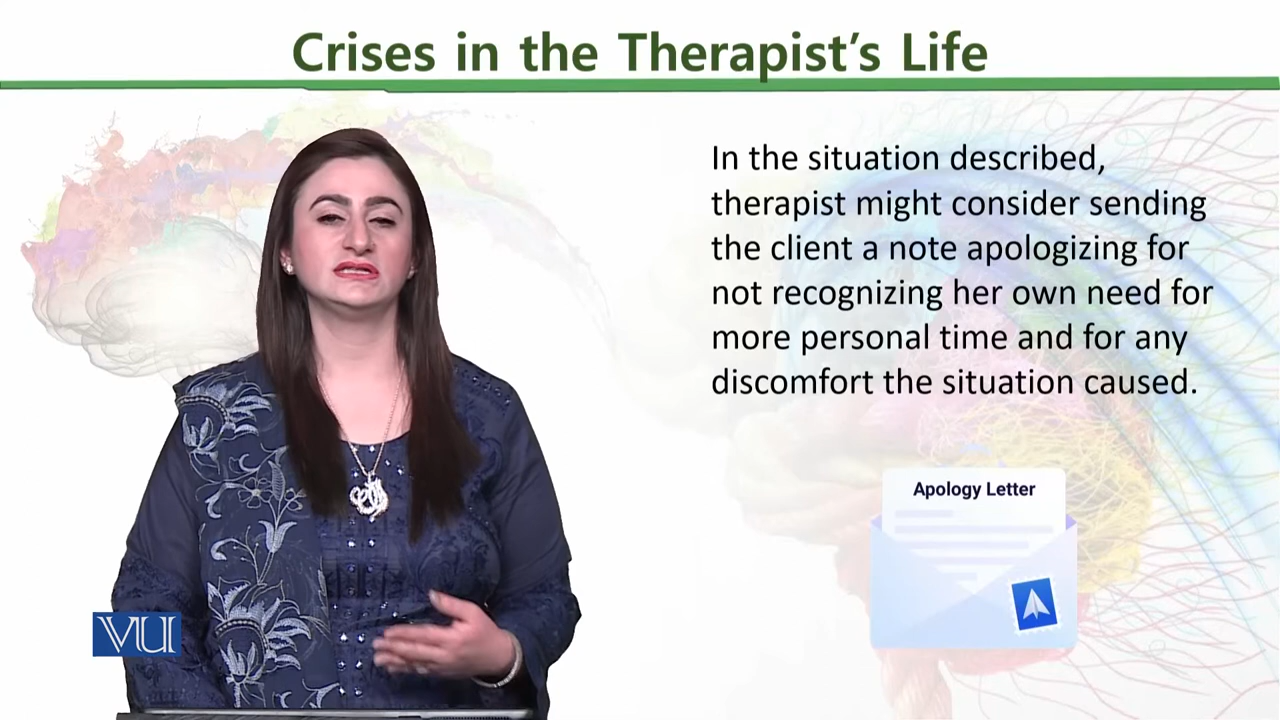 Crises in the Therapist’s Life
In the situation described,
therapist might consider sending
the client a note apologizing for
not recognizing her own need for
more personal time and for any
discomfort the situation caused.
Apology Letter
VU